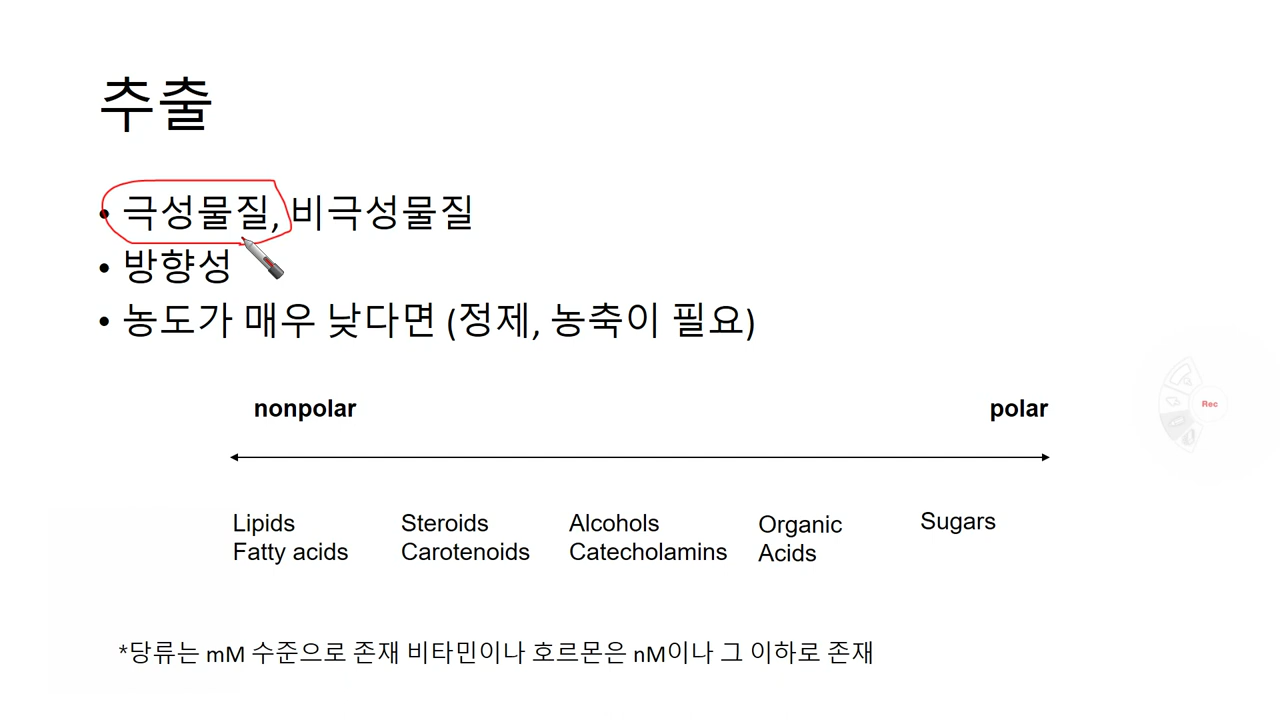 추출
• 극성물질, 비극성물질
• 방향성
• 농도가 매우 낮다면 (정제, 농축이 필요)
nonpolar polar
Lipids Steroids Alcohols Organic Sugars
Fatty acids Carotenoids Catecholamins Acids
*당류는 mM 수준으로 존재 비타민이나 호르몬은 nM이나 그 이하로 존재
Rec